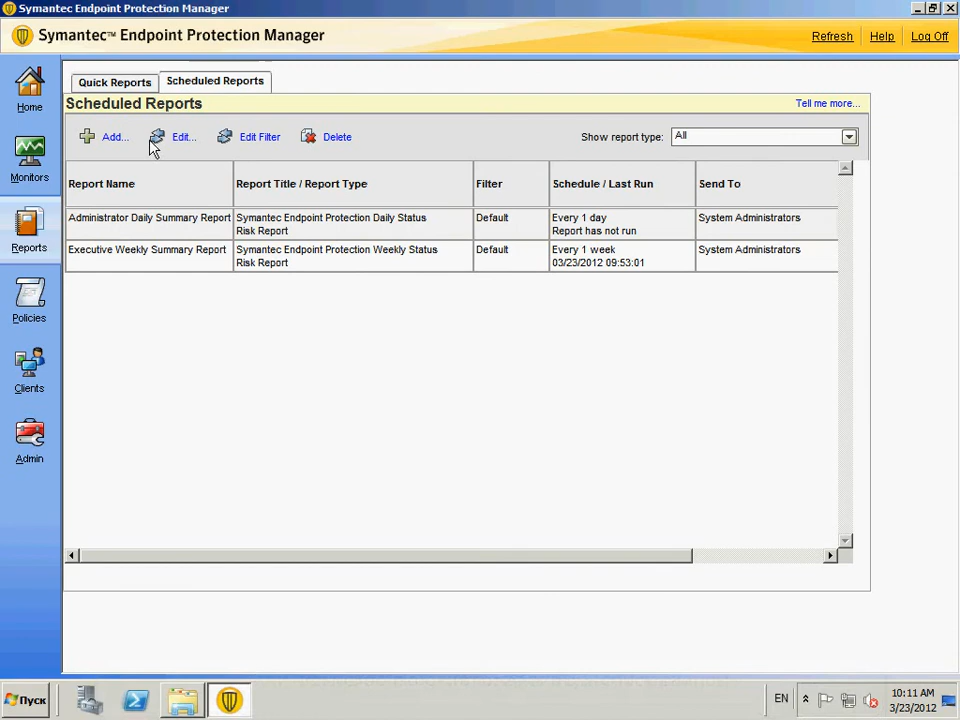 Symantec Endpoint Protection Manager
Symantec™ Endpoint Protection Manager
Refresh
Help
Log Off
Home
Monitors
Reports
Policies
Clients
Admin
Quick Reports
Scheduled Reports
Scheduled Reports
Tell me more...
Add...
Edit...
Edit Filter
Delete
Show report type:
All
Report Name
Report Title / Report Type
Filter
Schedule / Last Run
Send To
Administrator Daily Summary Report
Symantec Endpoint Protection Daily Status
Risk Report
Default
Every 1 day
Report has not run
System Administrators
Executive Weekly Summary Report
Symantec Endpoint Protection Weekly Status
Risk Report
Default
Every 1 week
03/23/2012 09:53:01
System Administrators
Пуск
EN
10:11 AM
3/23/2012